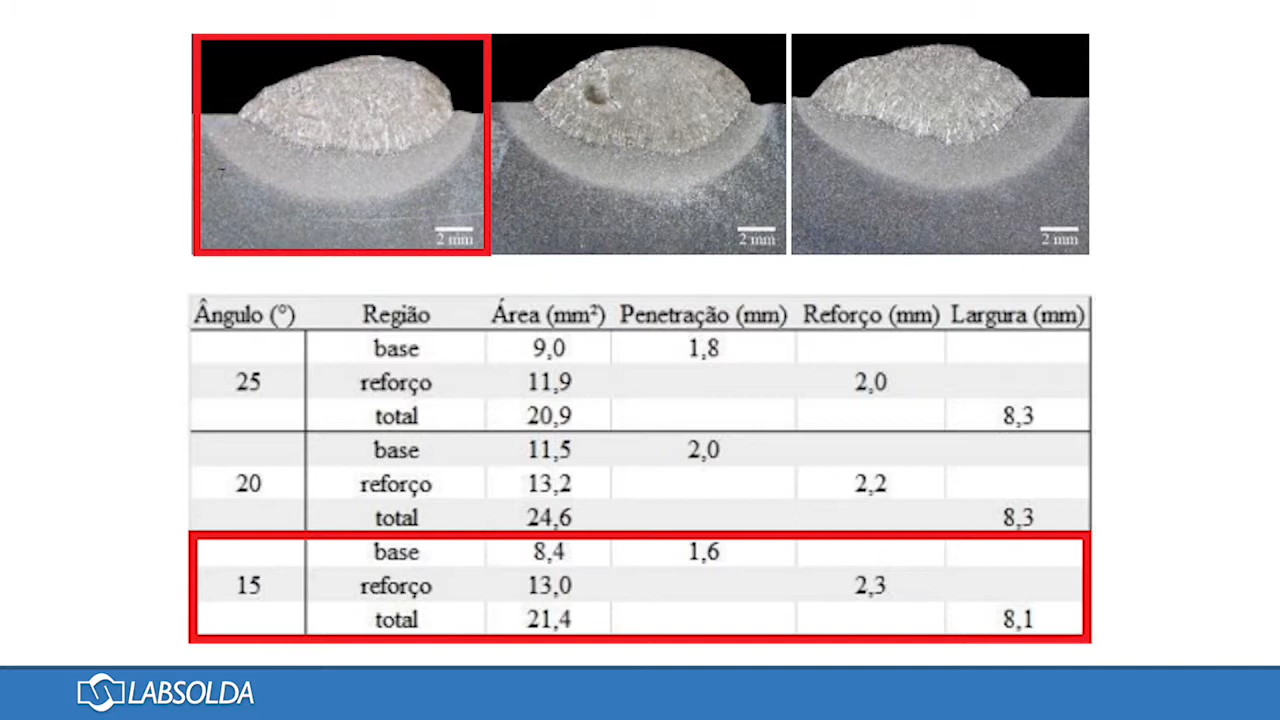 2 mm 2 mm 2 mm
Ângulo (°) Região Área (mm²) Penetração (mm) Reforço (mm) Largura (mm)
base 9,0 1,8
25 reforço 11,9 2,0
total 20,9 8,3
base 11,5 2,0
20 reforço 13,2 2,2
total 24,6 8,3
base 8,4 1,6
15 reforço 13,0 2,3
total 21,4 8,1
LABSOLDA